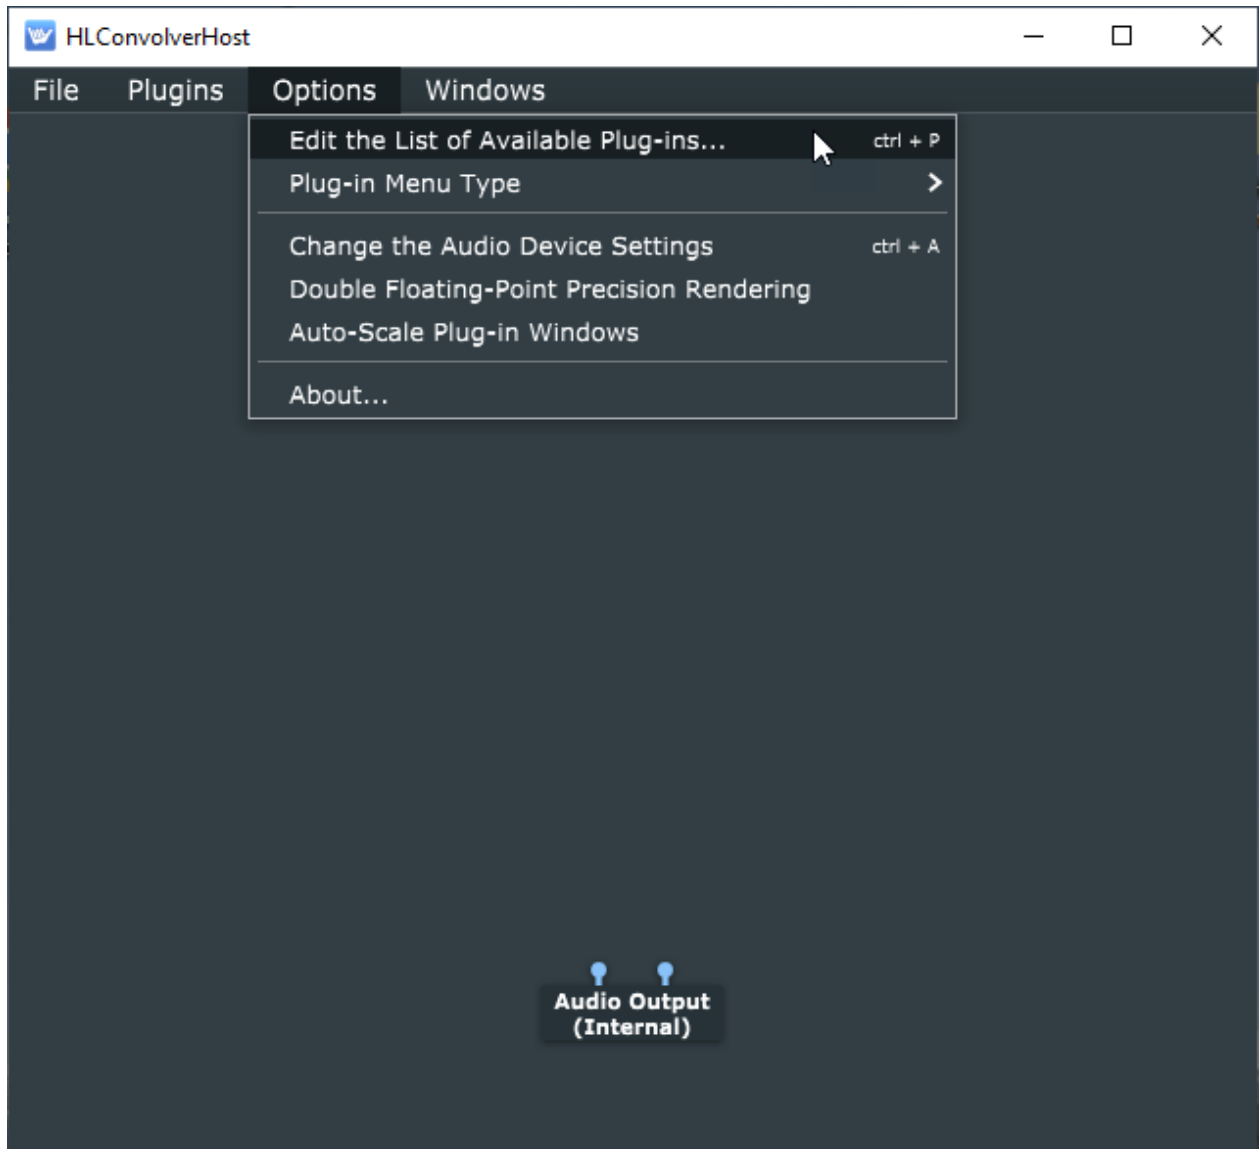 HLConvolverHost
File Plugins Options Windows
Edit the List of Available Plug-ins... ctrl + P
Plug-in Menu Type
Change the Audio Device Settings ctrl + A
Double Floating-Point Precision Rendering
Auto-Scale Plug-in Windows
About...
Audio Output
(Internal)